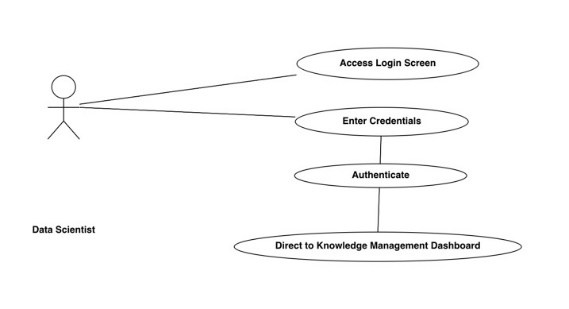 Access Login Screen
Enter Credentials
Authenticate
Data Scientist
Direct to Knowledge Management Dashboard